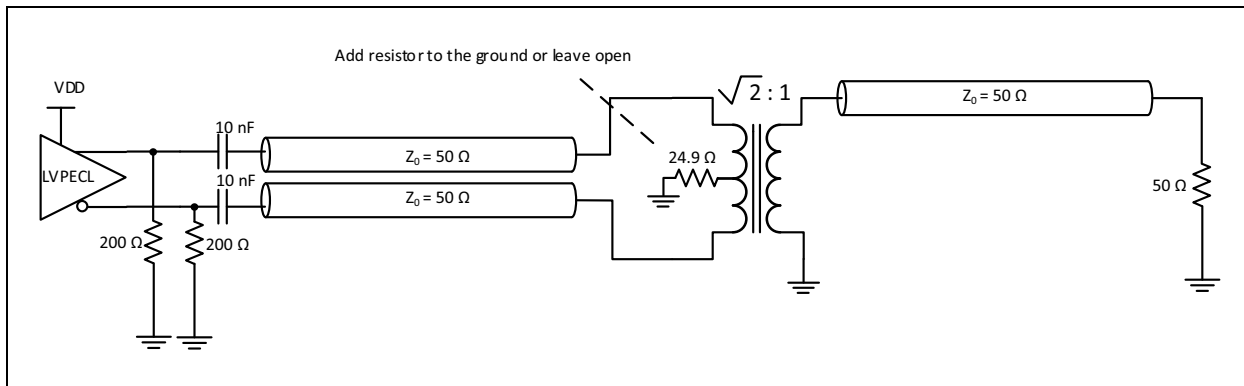 Add resistor to the ground or leave open
VDD
√2 : 1
Z₀ = 50 Ω
10 nF
Z₀ = 50 Ω
LVPECL
24.9 Ω
10 nF
Z₀ = 50 Ω
50 Ω
200 Ω
200 Ω